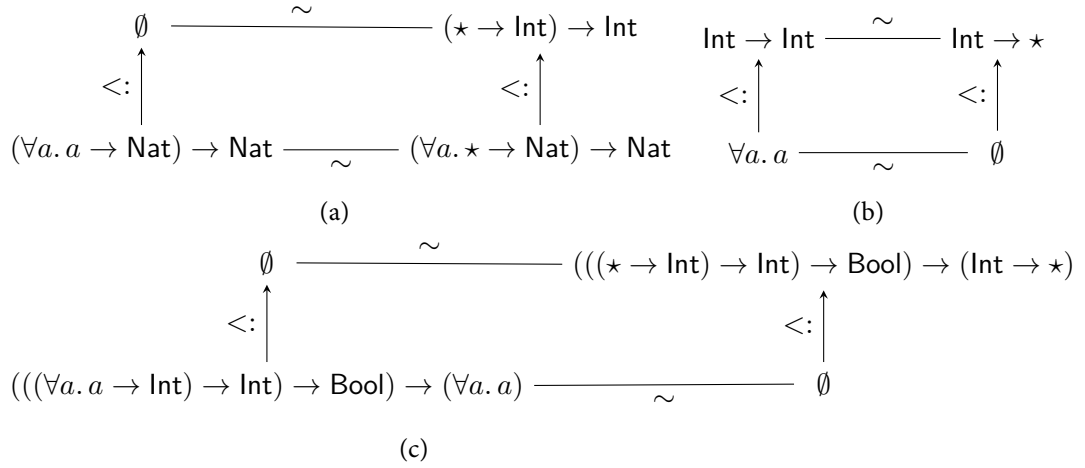 ∅ ∼ (⋆ → Int) → Int
<: <:
(∀a. a → Nat) → Nat ∼ (∀a. ⋆ → Nat) → Nat
(a)
Int → Int ∼ Int → ⋆
<: <:
∀a. a ∼ ∅
(b)
∅ ∼ (((⋆ → Int) → Int) → Bool) → (Int → ⋆)
<: <:
(((∀a. a → Int) → Int) → Bool) → (∀a. a) ∼ ∅
(c)